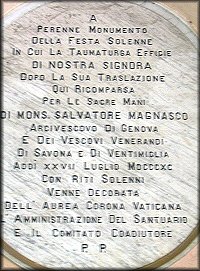 A
PERENNE MONUMENTO
DELLA FESTA SOLENNE
IN CUI LA TAUMATURGA EFFIGIE
DI NOSTRA SIGNORA
DOPO LA SUA TRASLAZIONE
QUI RICOMPARSA
PER LE SACRE MANI
DI MONS. SALVATORE MAGNASCO
ARCIVESCOVO DI GENOVA
E DEI VESCOVI VENERANDI
DI SAVONA E DI VENTIMIGLIA
ADDI XXVII LUGLIO MDCCCXC
CON RITI SOLENNI
VENNE DECORATA
DELL'AUREA CORONA VATICANA
L'AMMINISTRAZIONE DEL SANTUARIO
E IL COMITATO COADIUTORE
P. P.